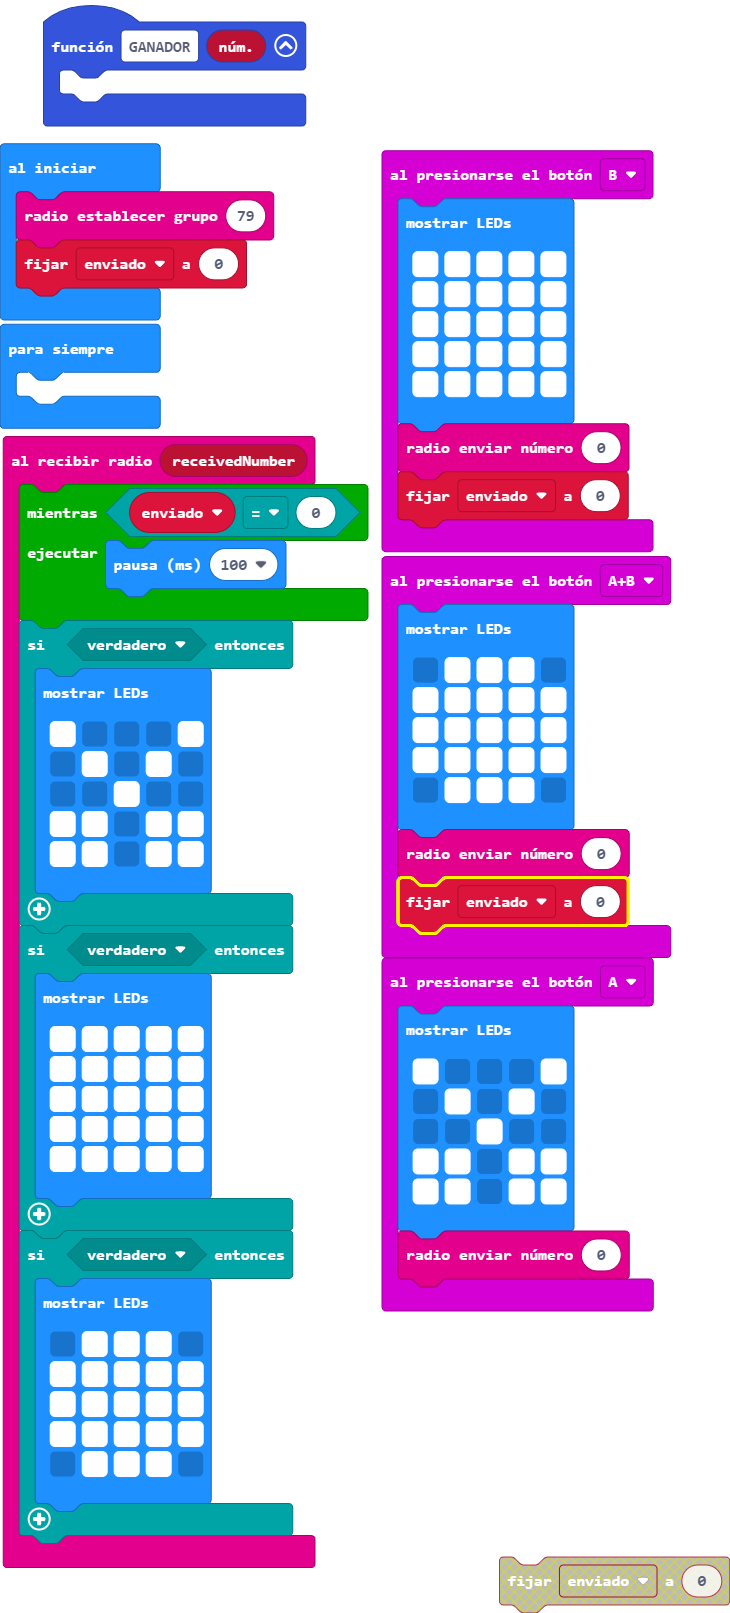 función GANADOR núm.
al iniciar
radio establecer grupo 79
fijar enviado a 0
para siempre
al recibir radio receivedNumber
mientras enviado = 0
ejecutar pausa (ms) 100
si verdadero entonces
mostrar LEDs
si verdadero entonces
mostrar LEDs
si verdadero entonces
mostrar LEDs
al presionarse el botón B
mostrar LEDs
radio enviar número 0
fijar enviado a 0
al presionarse el botón A+B
mostrar LEDs
radio enviar número 0
fijar enviado a 0
al presionarse el botón A
mostrar LEDs
radio enviar número 0
fijar enviado a 0